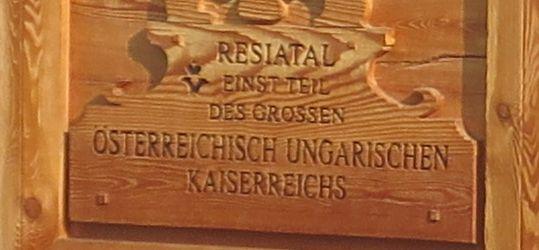 RESIATAL
EINST TEIL
DES GROSSEN
ÖSTERREICHISCH UNGARISCHEN
KAISERREICHS